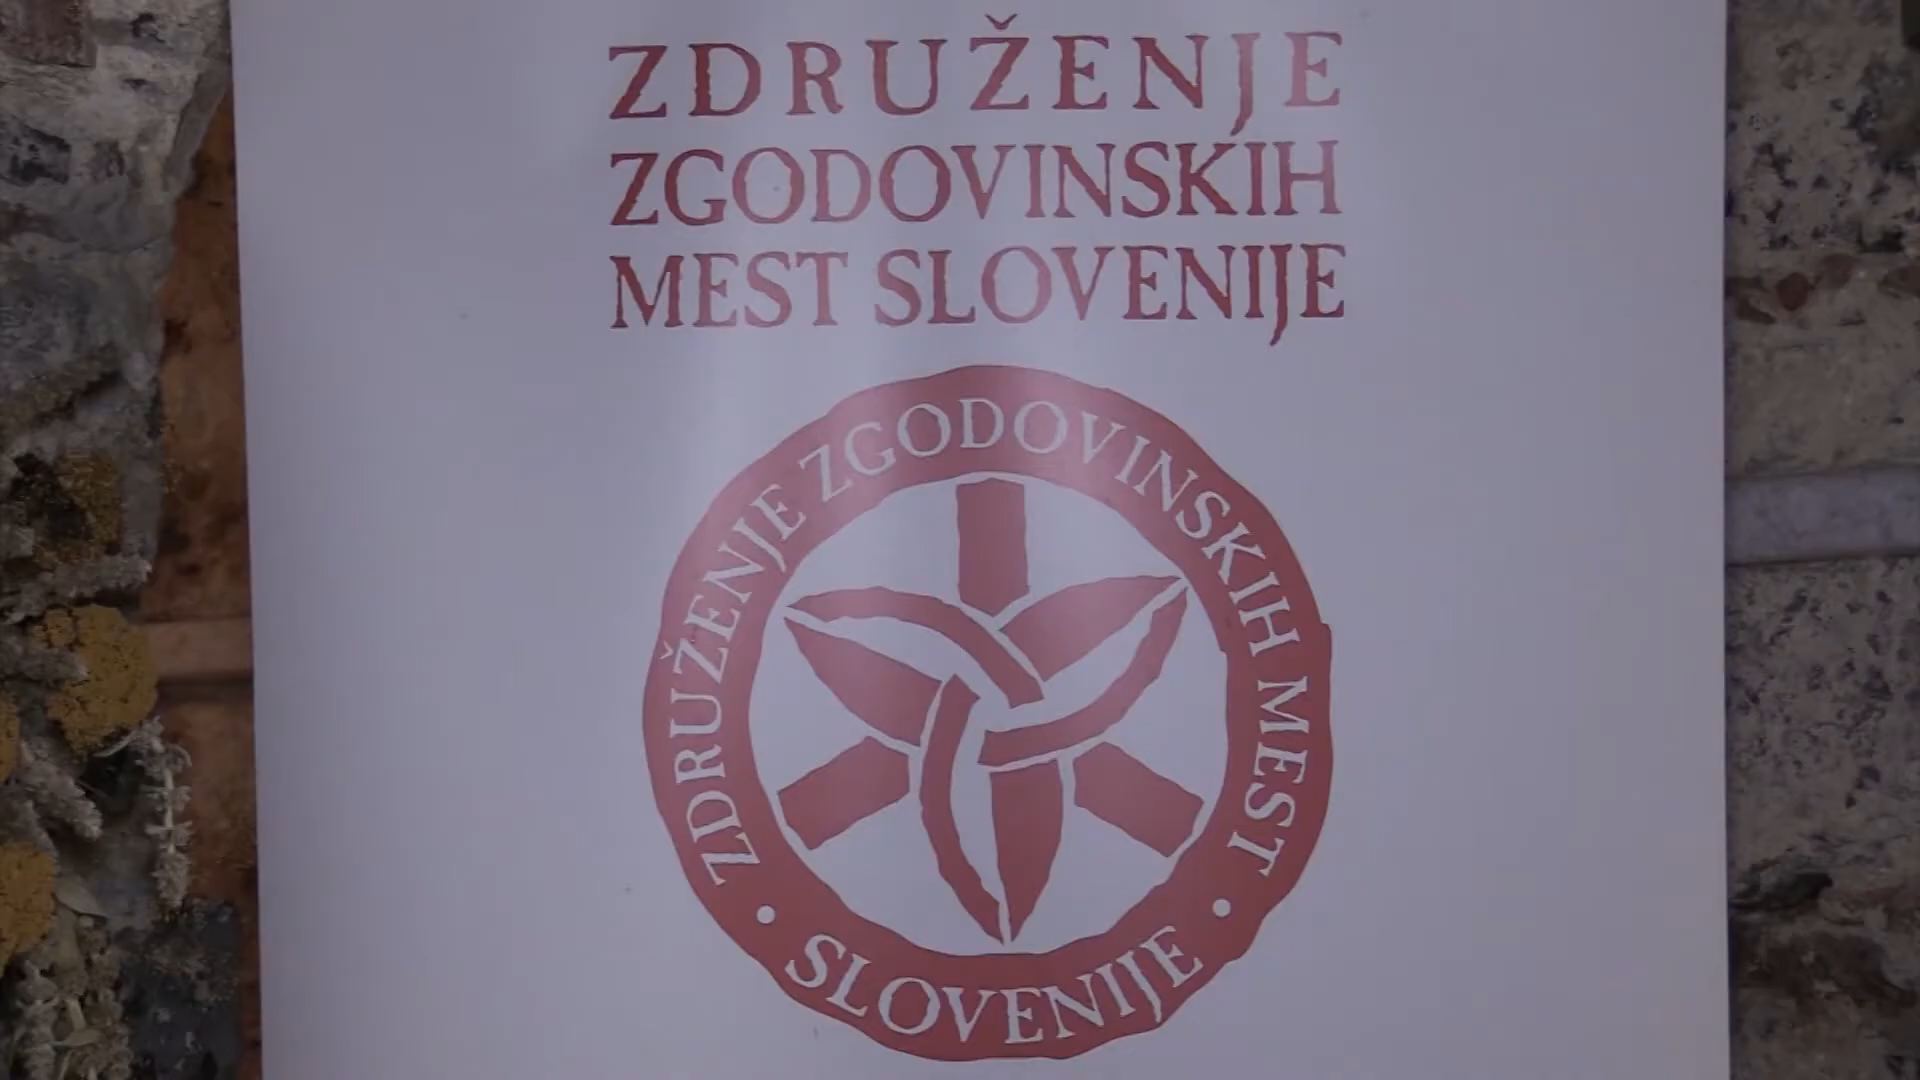 ZDRUŽENJE
ZGODOVINSKIH
MEST SLOVENIJE
ZDRUŽENJE ZGODOVINSKIH MEST
• SLOVENIJE •